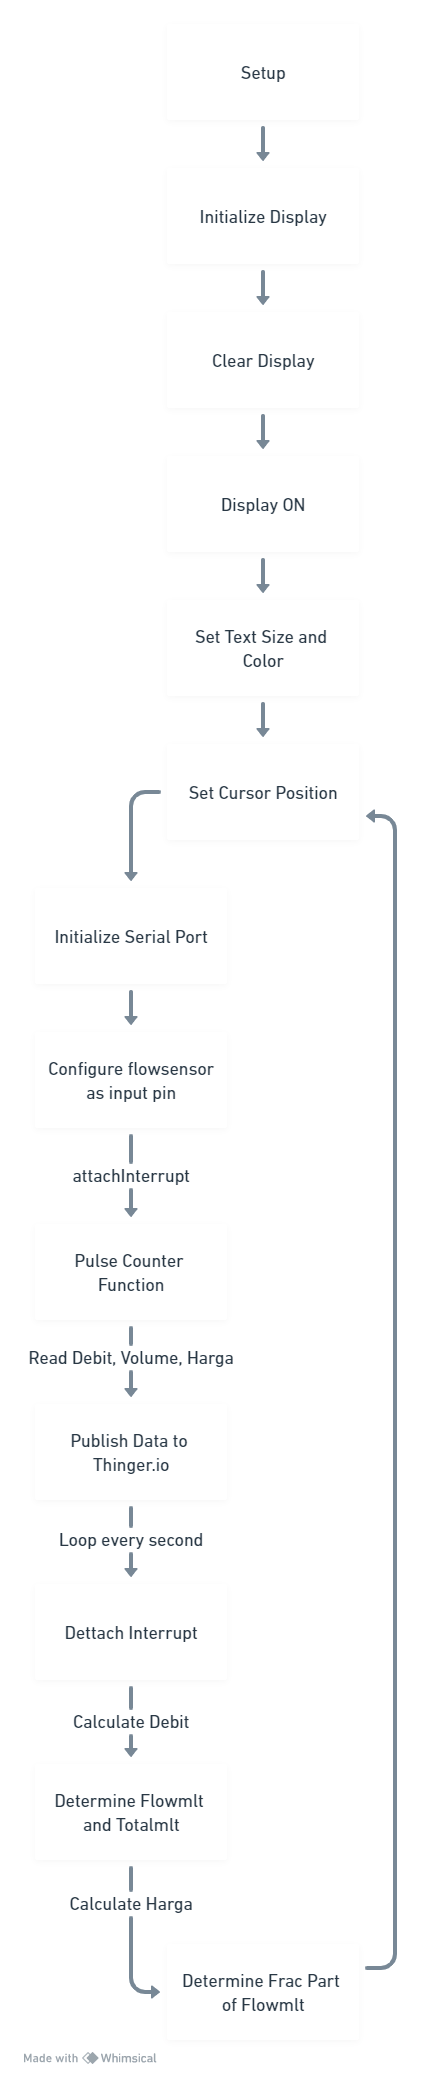 Setup
Initialize Display
Clear Display
Display ON
Set Text Size and
Color
Set Cursor Position
Initialize Serial Port
Configure flowsensor
as input pin
attachInterrupt
Pulse Counter
Function
Read Debit, Volume, Harga
Publish Data to
Thinger.io
Loop every second
Dettach Interrupt
Calculate Debit
Determine Flowmlt
and Totalmlt
Calculate Harga
Determine Frac Part
of Flowmlt
Made with Whimsical